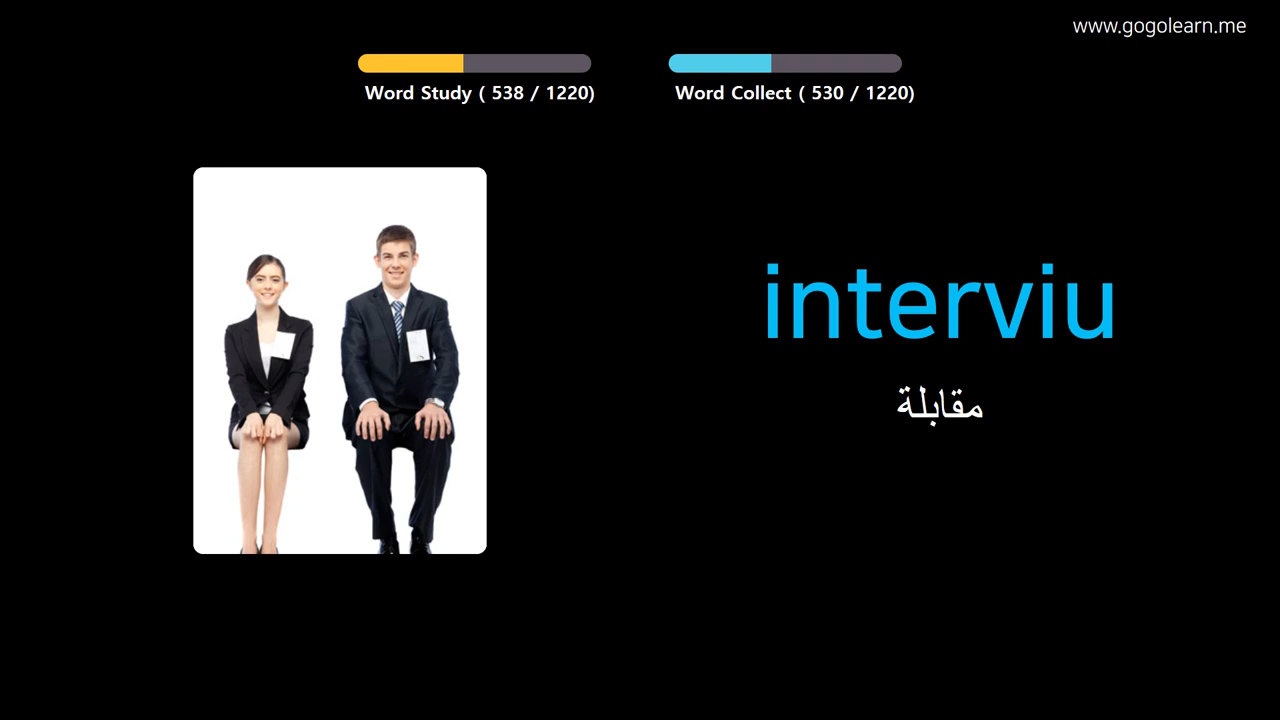 www.gogolearn.me
Word Study ( 538 / 1220)
Word Collect ( 530 / 1220)
interviu
مقابلة